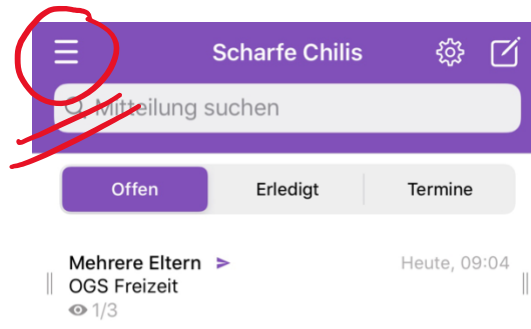 Scharfe Chilis
Mitteilung suchen
Offen Erledigt Termine
Mehrere Eltern Heute, 09:04
OGS Freizeit
1/3